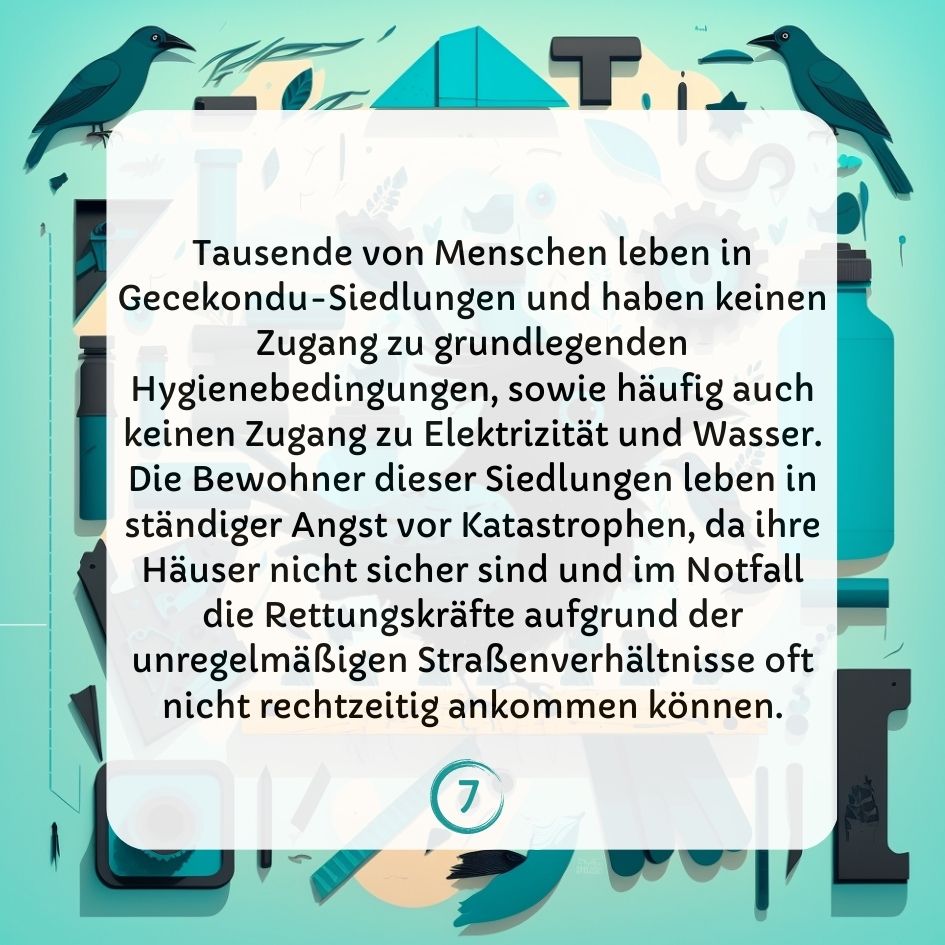 Tausende von Menschen leben in
Gecekondu-Siedlungen und haben keinen
Zugang zu grundlegenden
Hygienebedingungen, sowie häufig auch
keinen Zugang zu Elektrizität und Wasser.
Die Bewohner dieser Siedlungen leben in
ständiger Angst vor Katastrophen, da ihre
Häuser nicht sicher sind und im Notfall
die Rettungskräfte aufgrund der
unregelmäßigen Straßenverhältnisse oft
nicht rechtzeitig ankommen können.
7